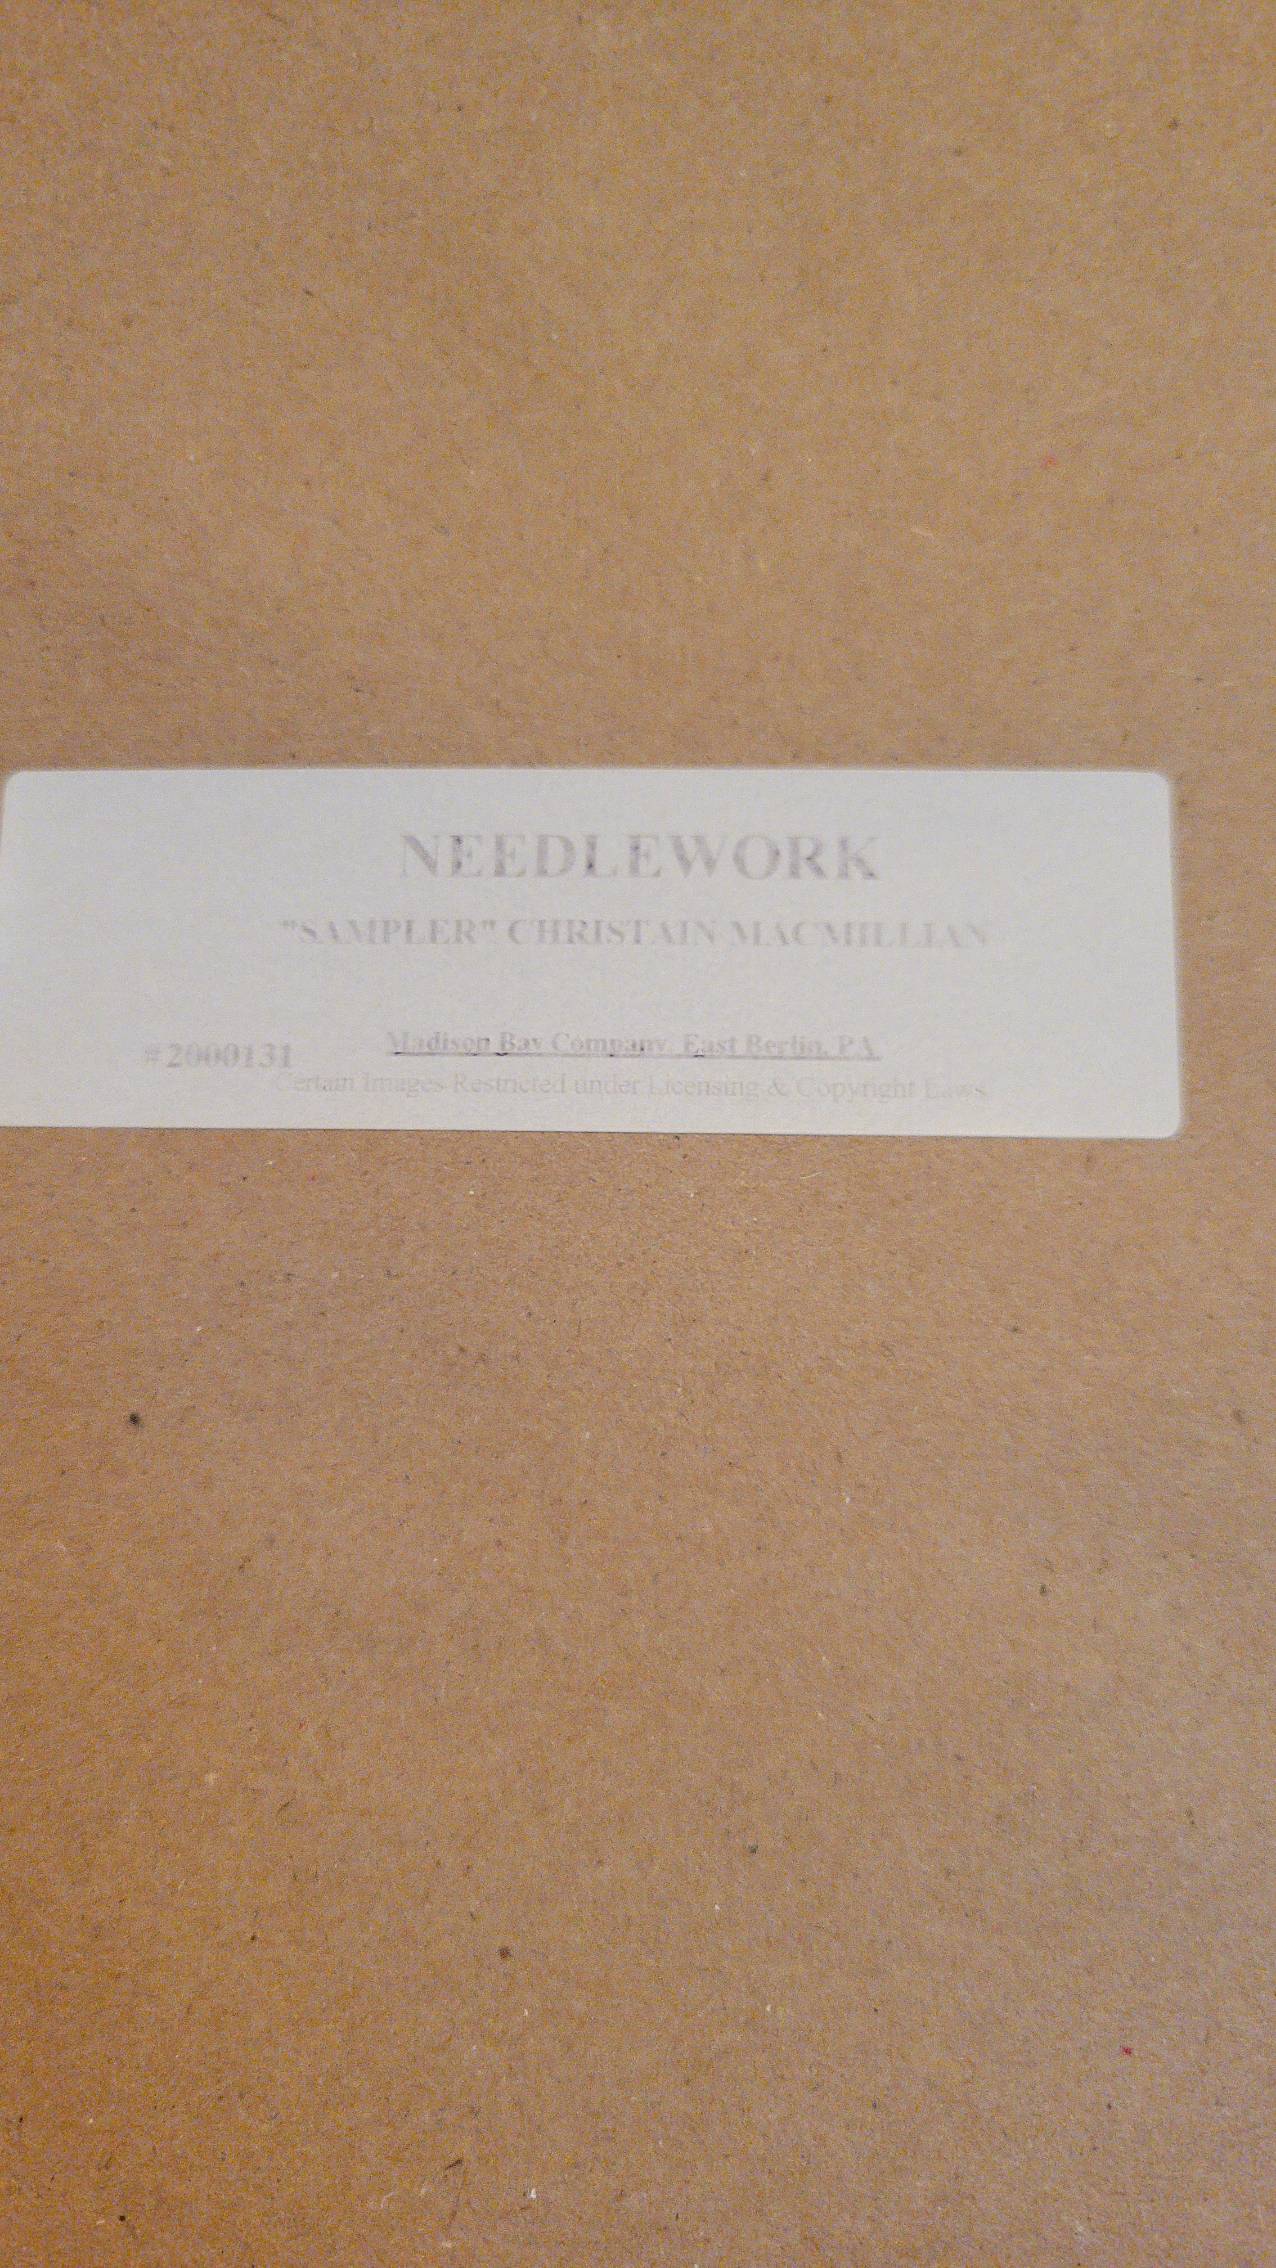 NEEDLEWORK
"SAMPLER" CHRISTAIN MACMILLIAN
#2000131
Madison Bay Company, East Berlin, PA
Certain Images Restricted under Licensing & Copyright Laws